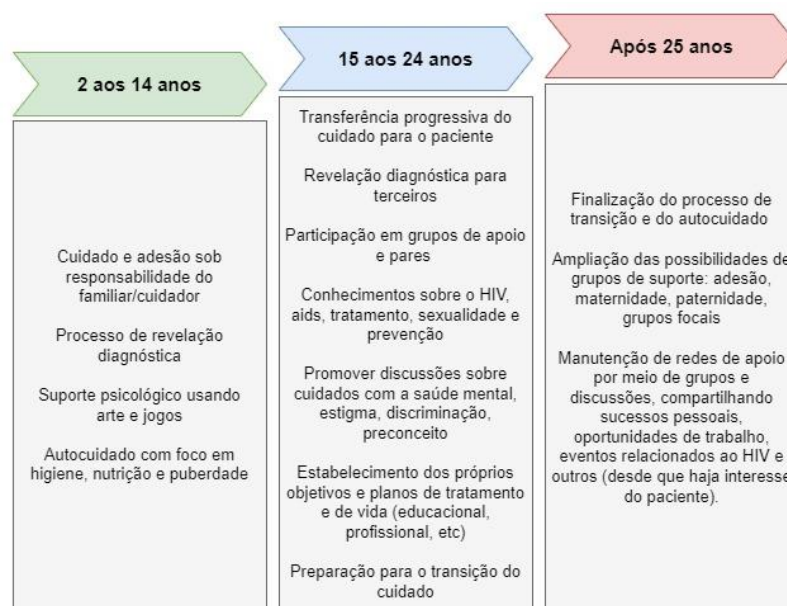 2 aos 14 anos
Cuidado e adesão sob
responsabilidade do
familiar/cuidador
Processo de revelação
diagnóstica
Suporte psicológico usando
arte e jogos
Autocuidado com foco em
higiene, nutrição e puberdade
15 aos 24 anos
Transferência progressiva do
cuidado para o paciente
Revelação diagnóstica para
terceiros
Participação em grupos de apoio
e pares
Conhecimentos sobre o HIV,
aids, tratamento, sexualidade e
prevenção
Promover discussões sobre
cuidados com a saúde mental,
estigma, discriminação,
preconceito
Estabelecimento dos próprios
objetivos e planos de tratamento
e de vida (educacional,
profissional, etc)
Preparação para o transição do
cuidado
Após 25 anos
Finalização do processo de
transição e do autocuidado
Ampliação das possibilidades de
grupos de suporte: adesão,
maternidade, paternidade,
grupos focais
Manutenção de redes de apoio
por meio de grupos e
discussões, compartilhando
sucessos pessoais,
oportunidades de trabalho,
eventos relacionados ao HIV e
outros (desde que haja interesse
do paciente).